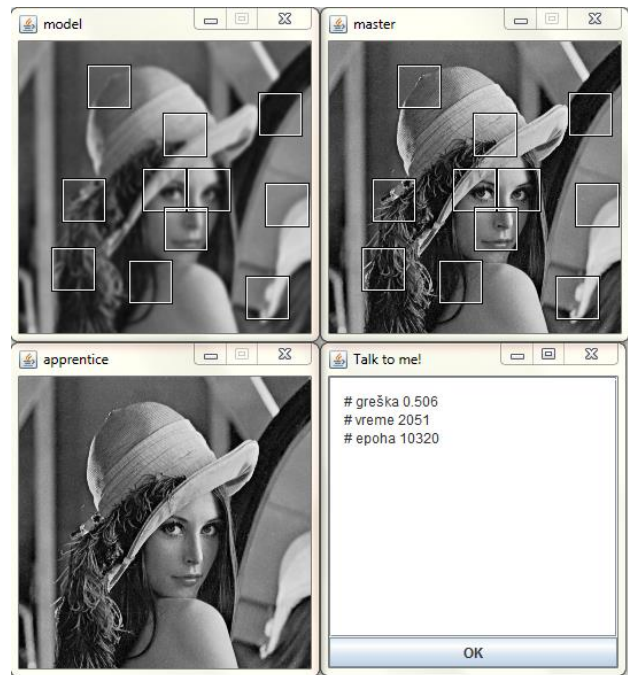 model
master
apprentice
Talk to me!
# greška 0.506
# vreme 2051
# epoha 10320
OK